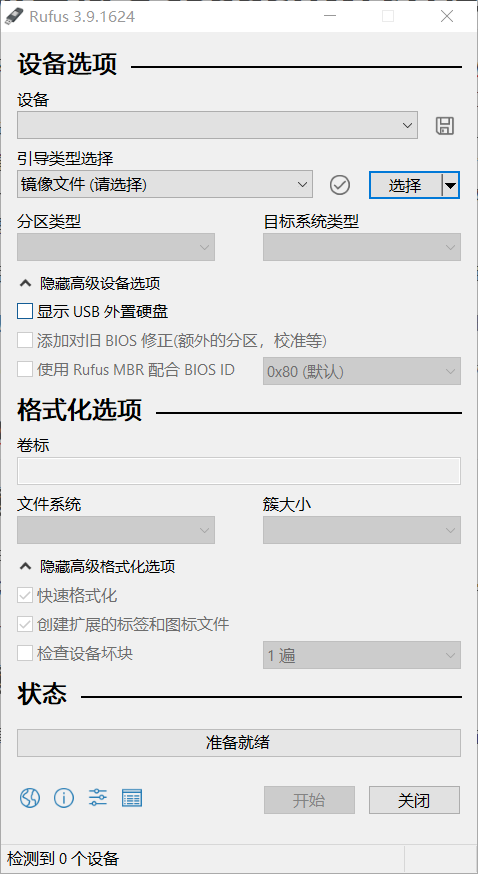 Rufus 3.9.1624
设备选项
设备
引导类型选择
镜像文件 (请选择)
选择
分区类型
目标系统类型
隐藏高级设备选项
显示 USB 外置硬盘
添加对旧 BIOS 修正(额外的分区，校准等)
使用 Rufus MBR 配合 BIOS ID
0x80 (默认)
格式化选项
卷标
文件系统
簇大小
隐藏高级格式化选项
快速格式化
创建扩展的标签和图标文件
检查设备坏块
1 遍
状态
准备就绪
开始
关闭
检测到 0 个设备